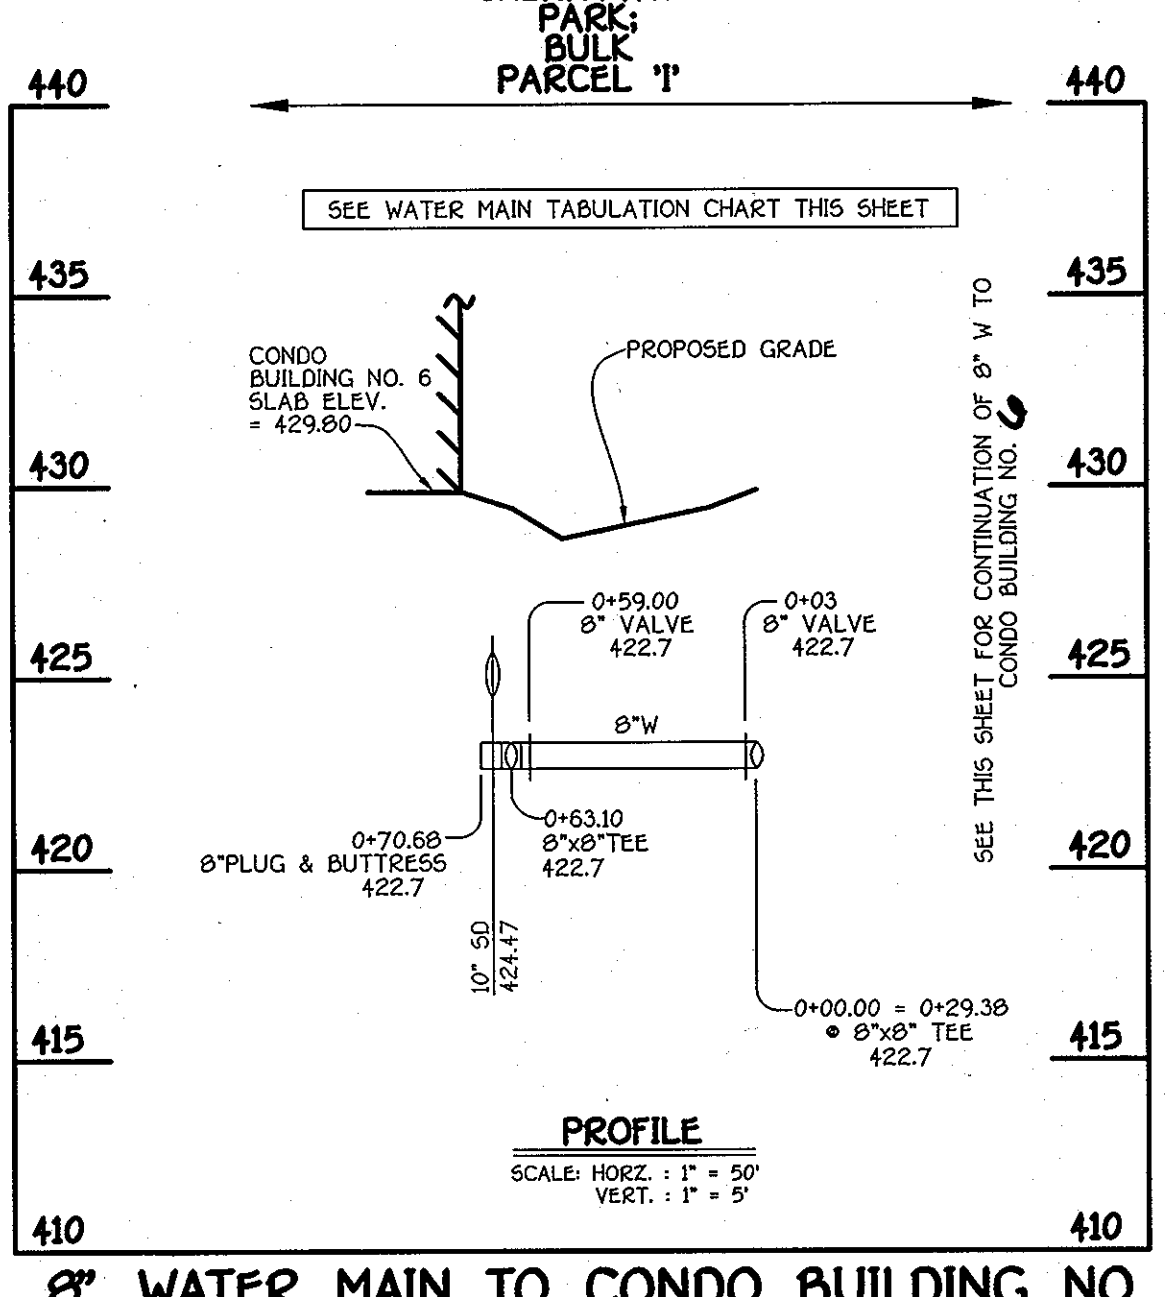 PARK;
BULK
PARCEL 'I'
440
440
SEE WATER MAIN TABULATION CHART THIS SHEET
435
435
CONDO
BUILDING NO. 6
SLAB ELEV.
= 429.80
PROPOSED GRADE
SEE THIS SHEET FOR CONTINUATION OF 8" W TO
CONDO BUILDING NO. 6
430
430
0+59.00
8" VALVE
422.7
0+03
8" VALVE
422.7
425
425
8"W
0+70.68
8"PLUG & BUTTRESS
422.7
0+63.10
8"x8"TEE
422.7
420
420
10" SD
424.47
0+00.00 = 0+29.38
@ 8"x8" TEE
422.7
415
415
PROFILE
SCALE: HORZ. : 1" = 50'
VERT. : 1" = 5'
410
410
8" WATER MAIN TO CONDO BUILDING NO